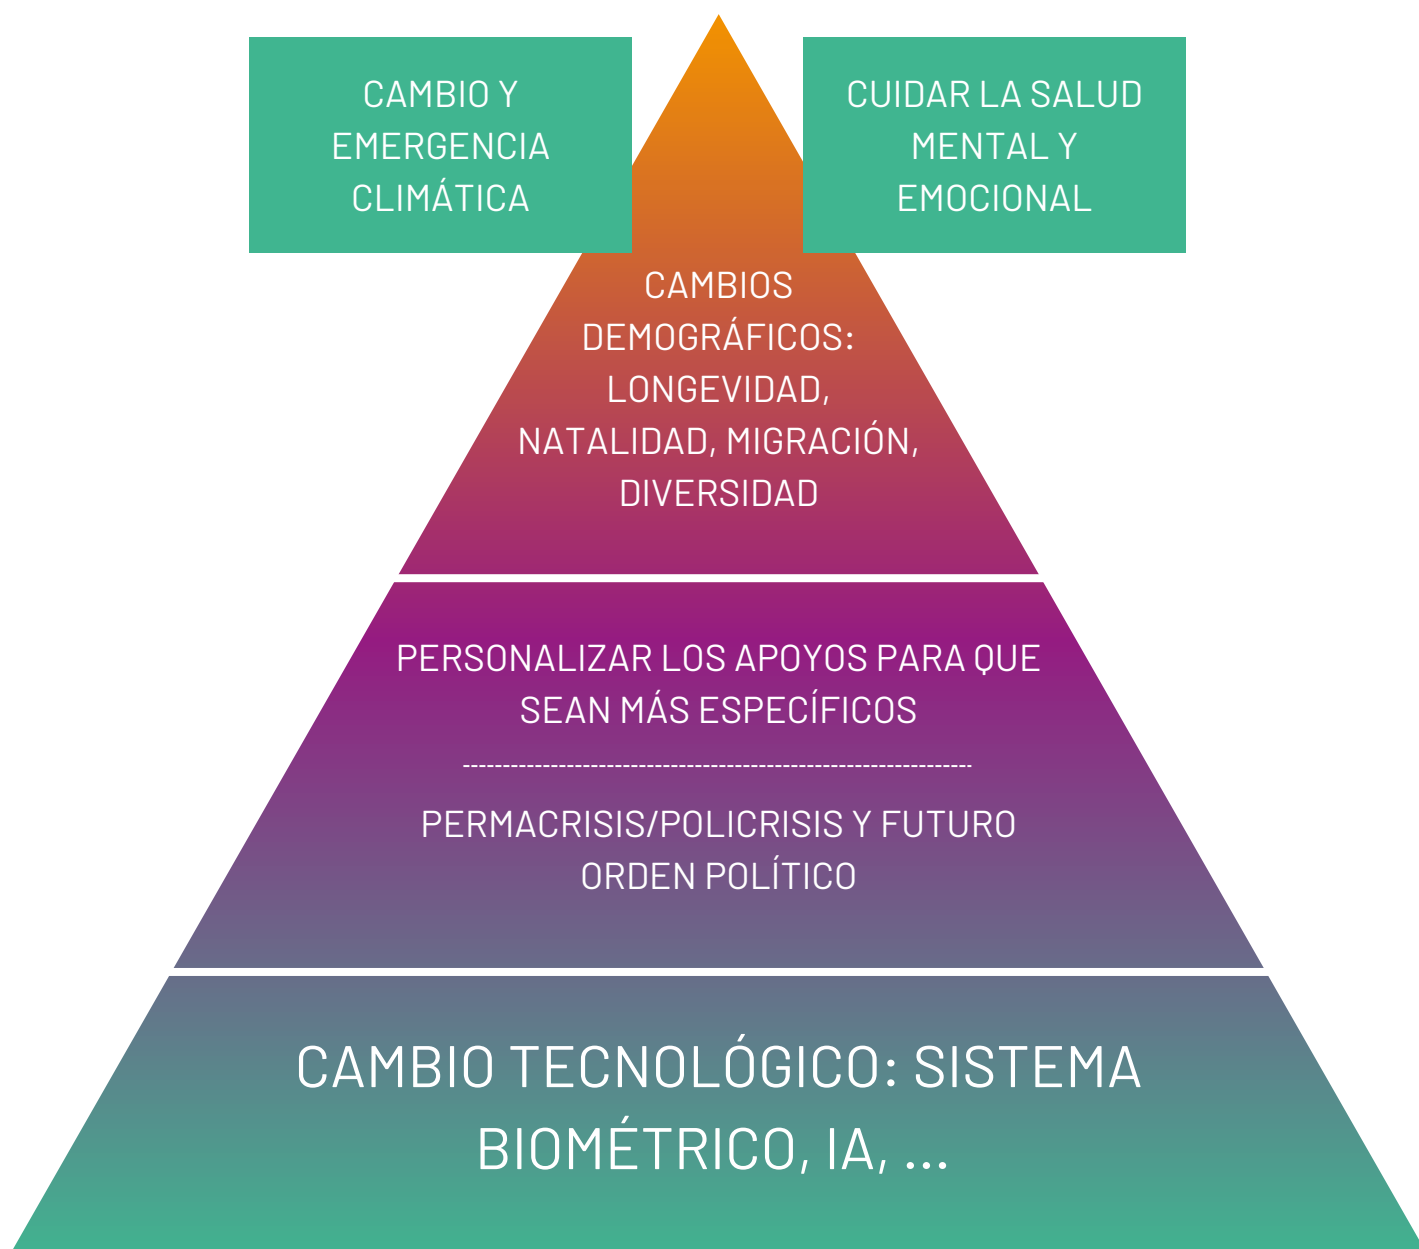 CAMBIO Y
EMERGENCIA
CLIMÁTICA
CUIDAR LA SALUD
MENTAL Y
EMOCIONAL
CAMBIOS
DEMOGRÁFICOS:
LONGEVIDAD,
NATALIDAD, MIGRACIÓN,
DIVERSIDAD
PERSONALIZAR LOS APOYOS PARA QUE
SEAN MÁS ESPECÍFICOS
PERMACRISIS/POLICRISIS Y FUTURO
ORDEN POLÍTICO
CAMBIO TECNOLÓGICO: SISTEMA
BIOMÉTRICO, IA, ...